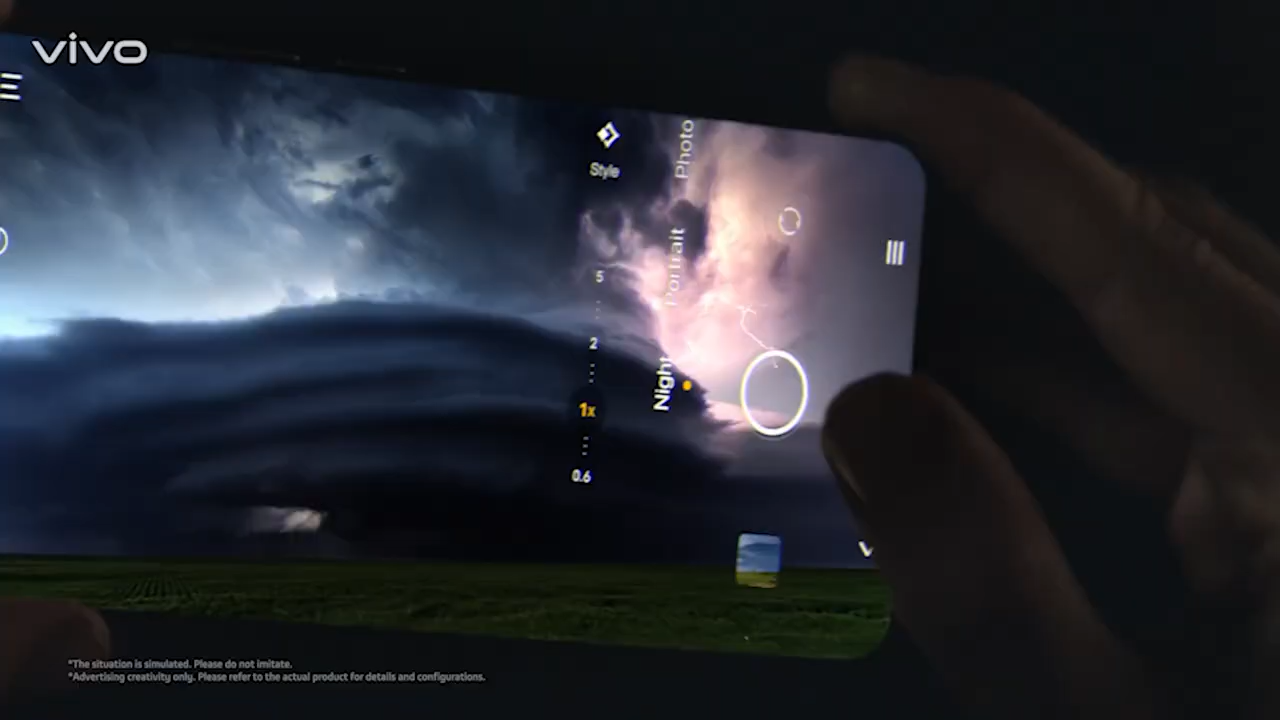 vivo
Style
Photo
Portrait
Night
5
2
1x
0.6
*The situation is simulated. Please do not imitate.
*Advertising creativity only. Please refer to the actual product for details and configurations.